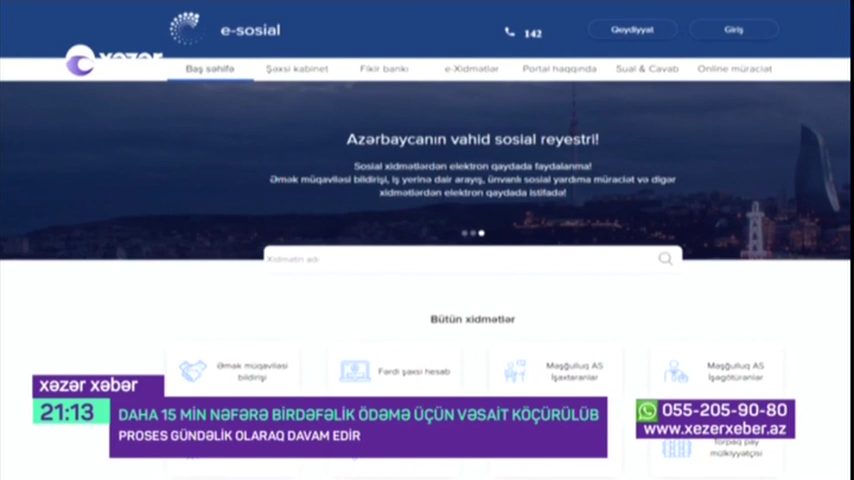 e-sosial
142
Qeydiyyat
Giriş
xəzər
Baş səhifə
Şəxsi kabinet
Fikir bankı
e-Xidmətlər
Portal haqqında
Sual & Cavab
Online müraciət
Azərbaycanın vahid sosial reyestri!
Sosial xidmətlərdən elektron qaydada faydalanma!
Əmək müqaviləsi bildirişi, iş yerinə dair arayış, ünvanlı sosial yardıma müraciət və digər
xidmətlərdən elektron qaydada istifadə!
Xidmətin adı
Bütün xidmətlər
Əmək müqaviləsi
bildirişi
Fərdi şəxsi hesab
Məşğulluq AS
İşaxtaranlar
Məşğulluq AS
İşəgötürənlər
xəzər xəbər
21:13
DAHA 15 MİN NƏFƏRƏ BİRDƏFƏLİK ÖDƏMƏ ÜÇÜN VƏSAİT KÖÇÜRÜLÜB
PROSES GÜNDƏLİK OLARAQ DAVAM EDİR
055-205-90-80
www.xezerxeber.az
Torpaq pay
mülkiyyətçisi